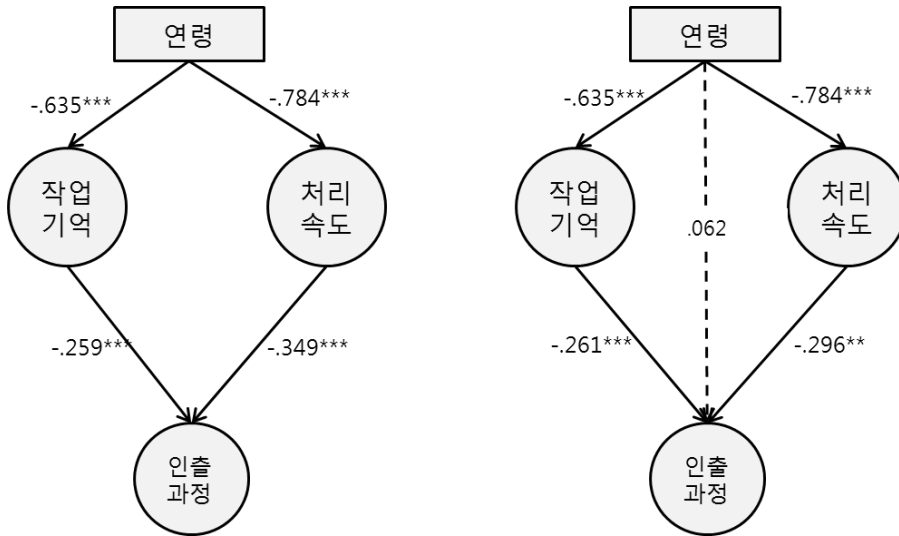 연령
-.635***
-.784***
작업
기억
처리
속도
-.259***
-.349***
인출
과정
연령
-.635***
-.784***
작업
기억
.062
처리
속도
-.261***
-.296**
인출
과정